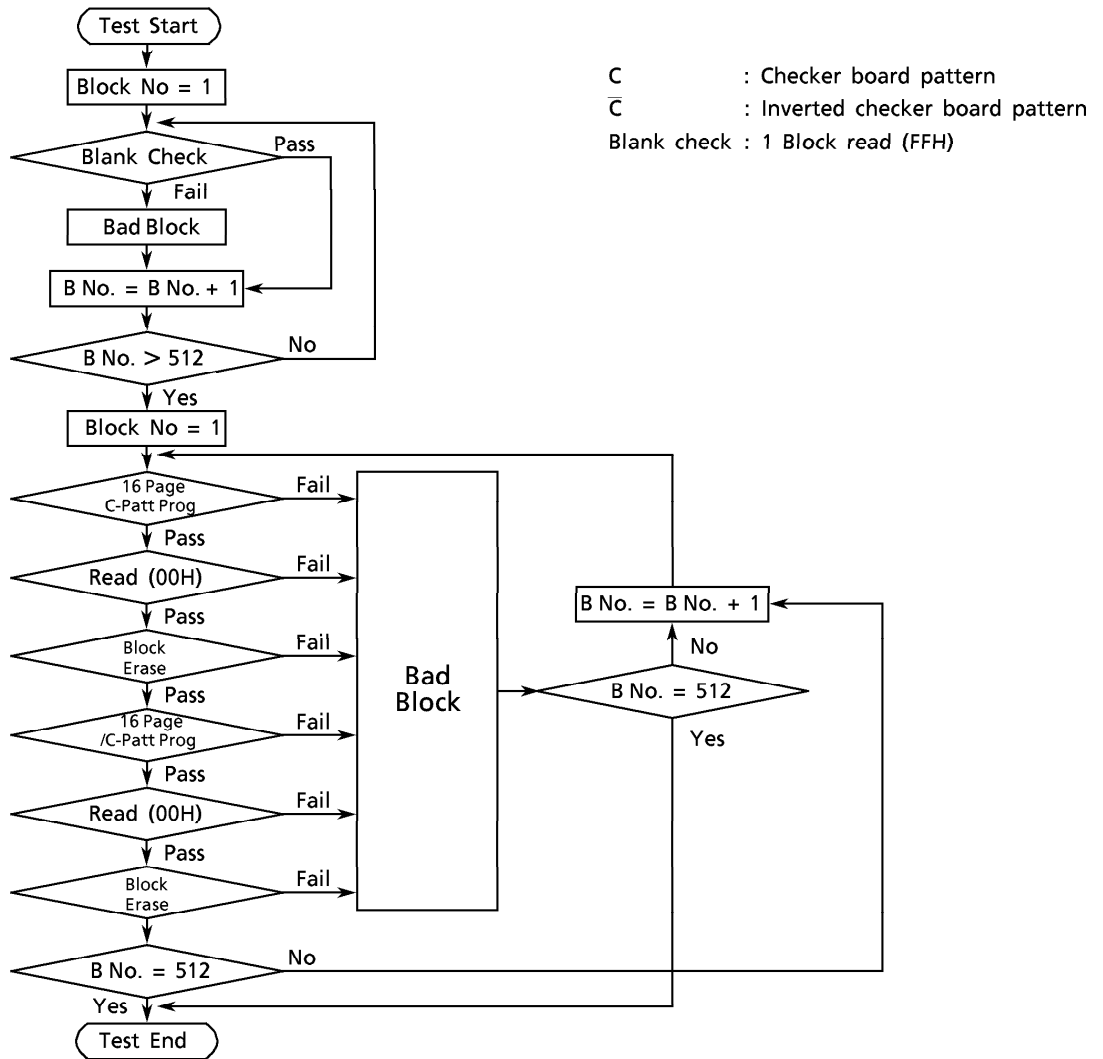 Test Start
Block No = 1
Blank Check
Pass
Fail
Bad Block
B No. = B No. + 1
B No. > 512
No
Yes
Block No = 1
C : Checker board pattern
C̅ : Inverted checker board pattern
Blank check : 1 Block read (FFH)
16 Page
C-Patt Prog
Fail
Pass
Read (00H)
Fail
Pass
Block
Erase
Fail
Pass
16 Page
/C-Patt Prog
Fail
Pass
Read (00H)
Fail
Pass
Block
Erase
Fail
B No. = 512
No
Yes
Test End
Bad
Block
B No. = B No. + 1
No
B No. = 512
Yes